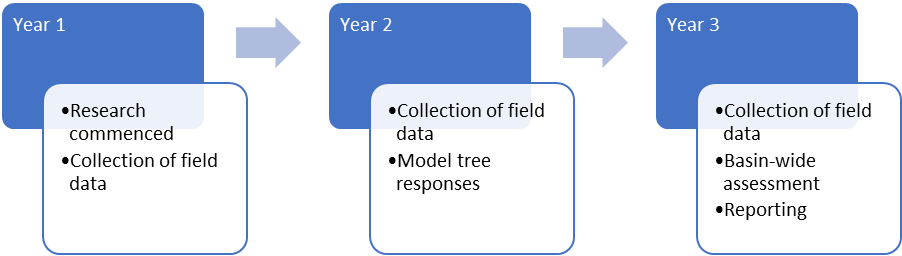 Year 1
•Research
commenced
•Collection of field
data
Year 2
•Collection of field
data
•Model tree
responses
Year 3
•Collection of field
data
•Basin-wide
assessment
•Reporting